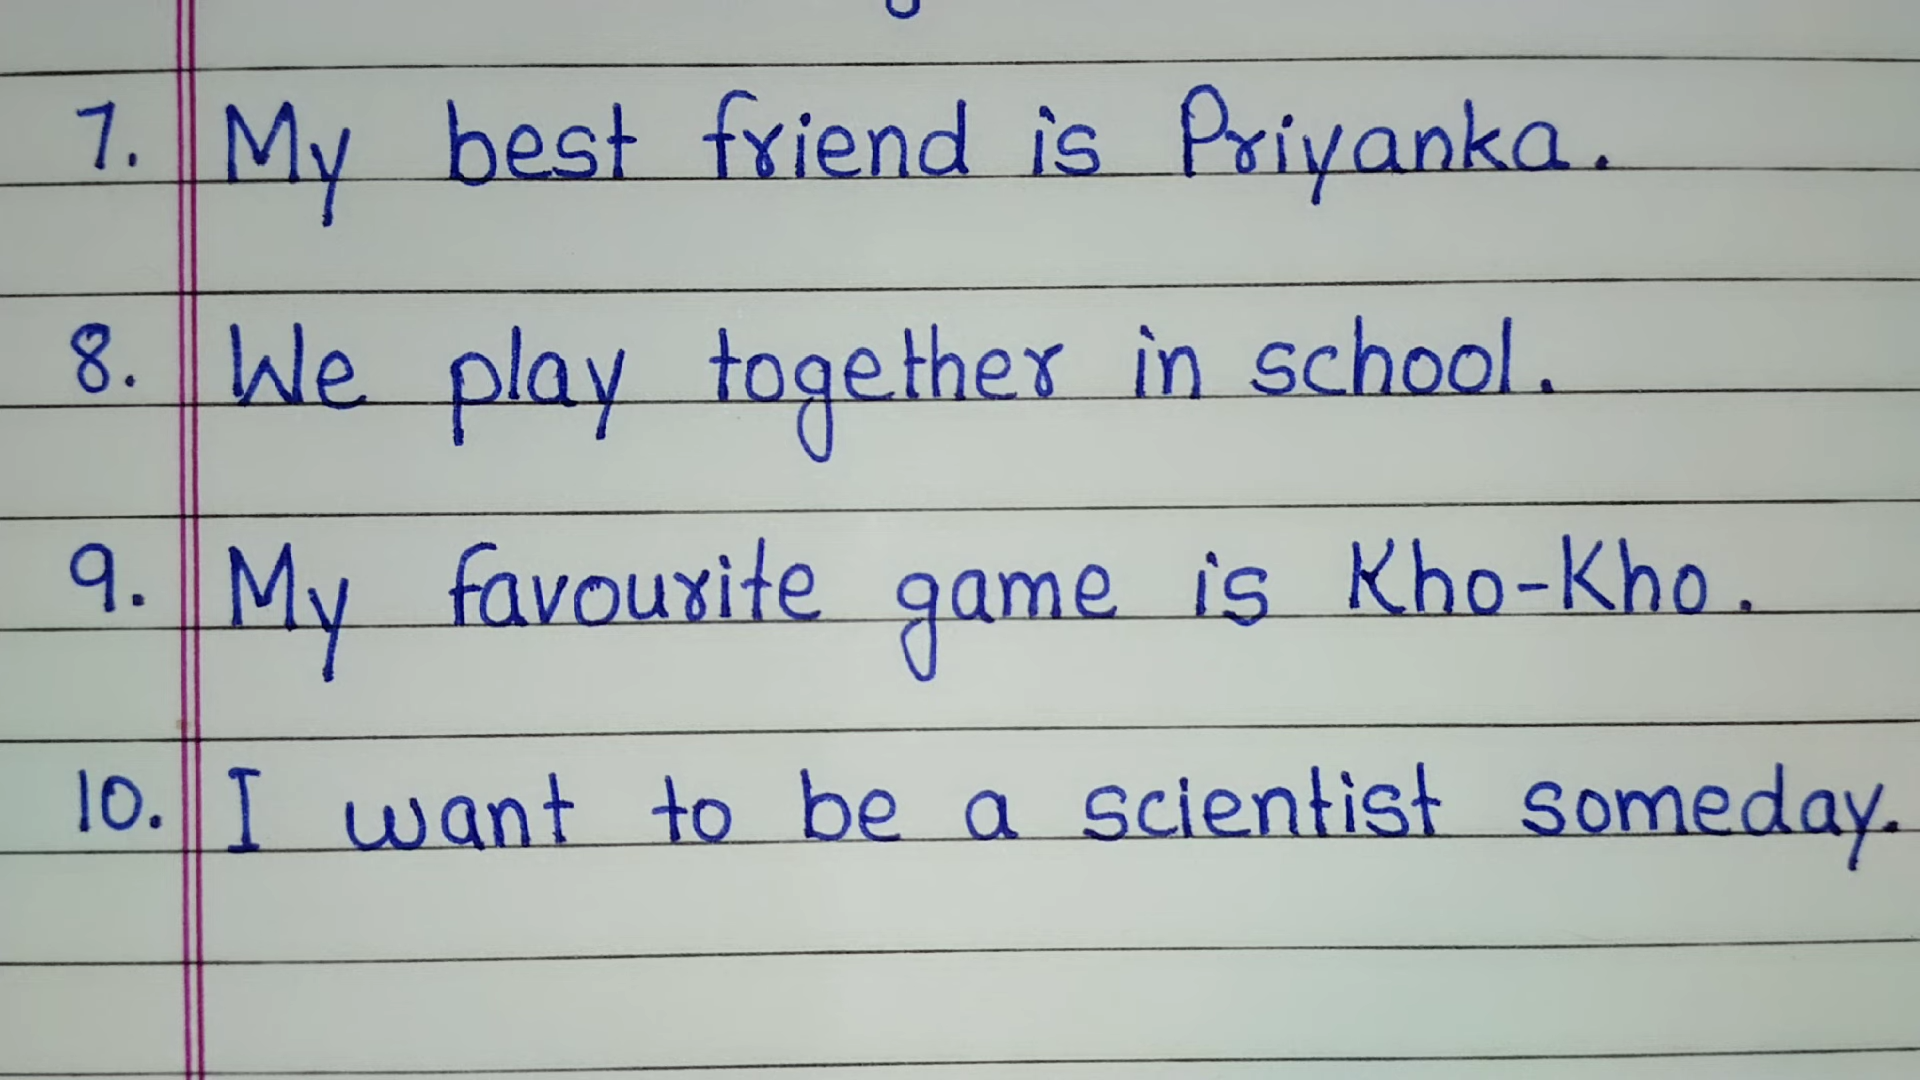 7. My best friend is Priyanka.
8. We play together in school.
9. My favourite game is Kho-Kho.
10. I want to be a scientist someday.